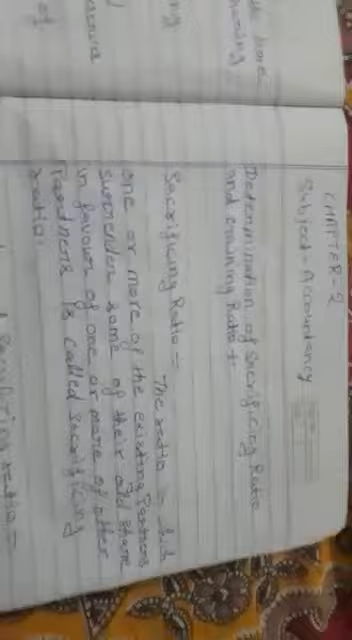 CHAPTER-2
Subject - Accountancy
Determination of Sacrificing Ratio
and Gaining Ratio :-
Sacrificing Ratio :- The ratio in which
one or more of the existing Partners
surrender some of their old share
in favour of one or more of other
Partners is called Sacrificing
ratio.
Sacrificing ratio =